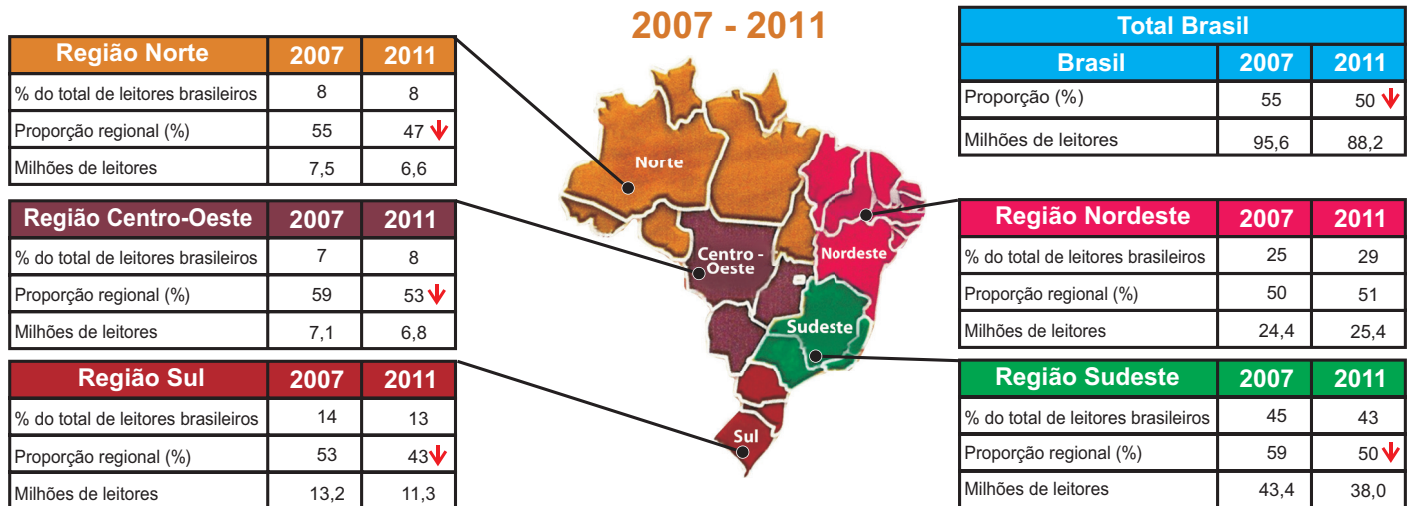 2007 - 2011
Região Norte 2007 2011
% do total de leitores brasileiros 8 8
Proporção regional (%) 55 47
Milhões de leitores 7,5 6,6
Região Centro-Oeste 2007 2011
% do total de leitores brasileiros 7 8
Proporção regional (%) 59 53
Milhões de leitores 7,1 6,8
Região Sul 2007 2011
% do total de leitores brasileiros 14 13
Proporção regional (%) 53 43
Milhões de leitores 13,2 11,3
Norte
Centro -
Oeste
Nordeste
Sudeste
Sul
Total Brasil
Brasil 2007 2011
Proporção (%) 55 50
Milhões de leitores 95,6 88,2
Região Nordeste 2007 2011
% do total de leitores brasileiros 25 29
Proporção regional (%) 50 51
Milhões de leitores 24,4 25,4
Região Sudeste 2007 2011
% do total de leitores brasileiros 45 43
Proporção regional (%) 59 50
Milhões de leitores 43,4 38,0